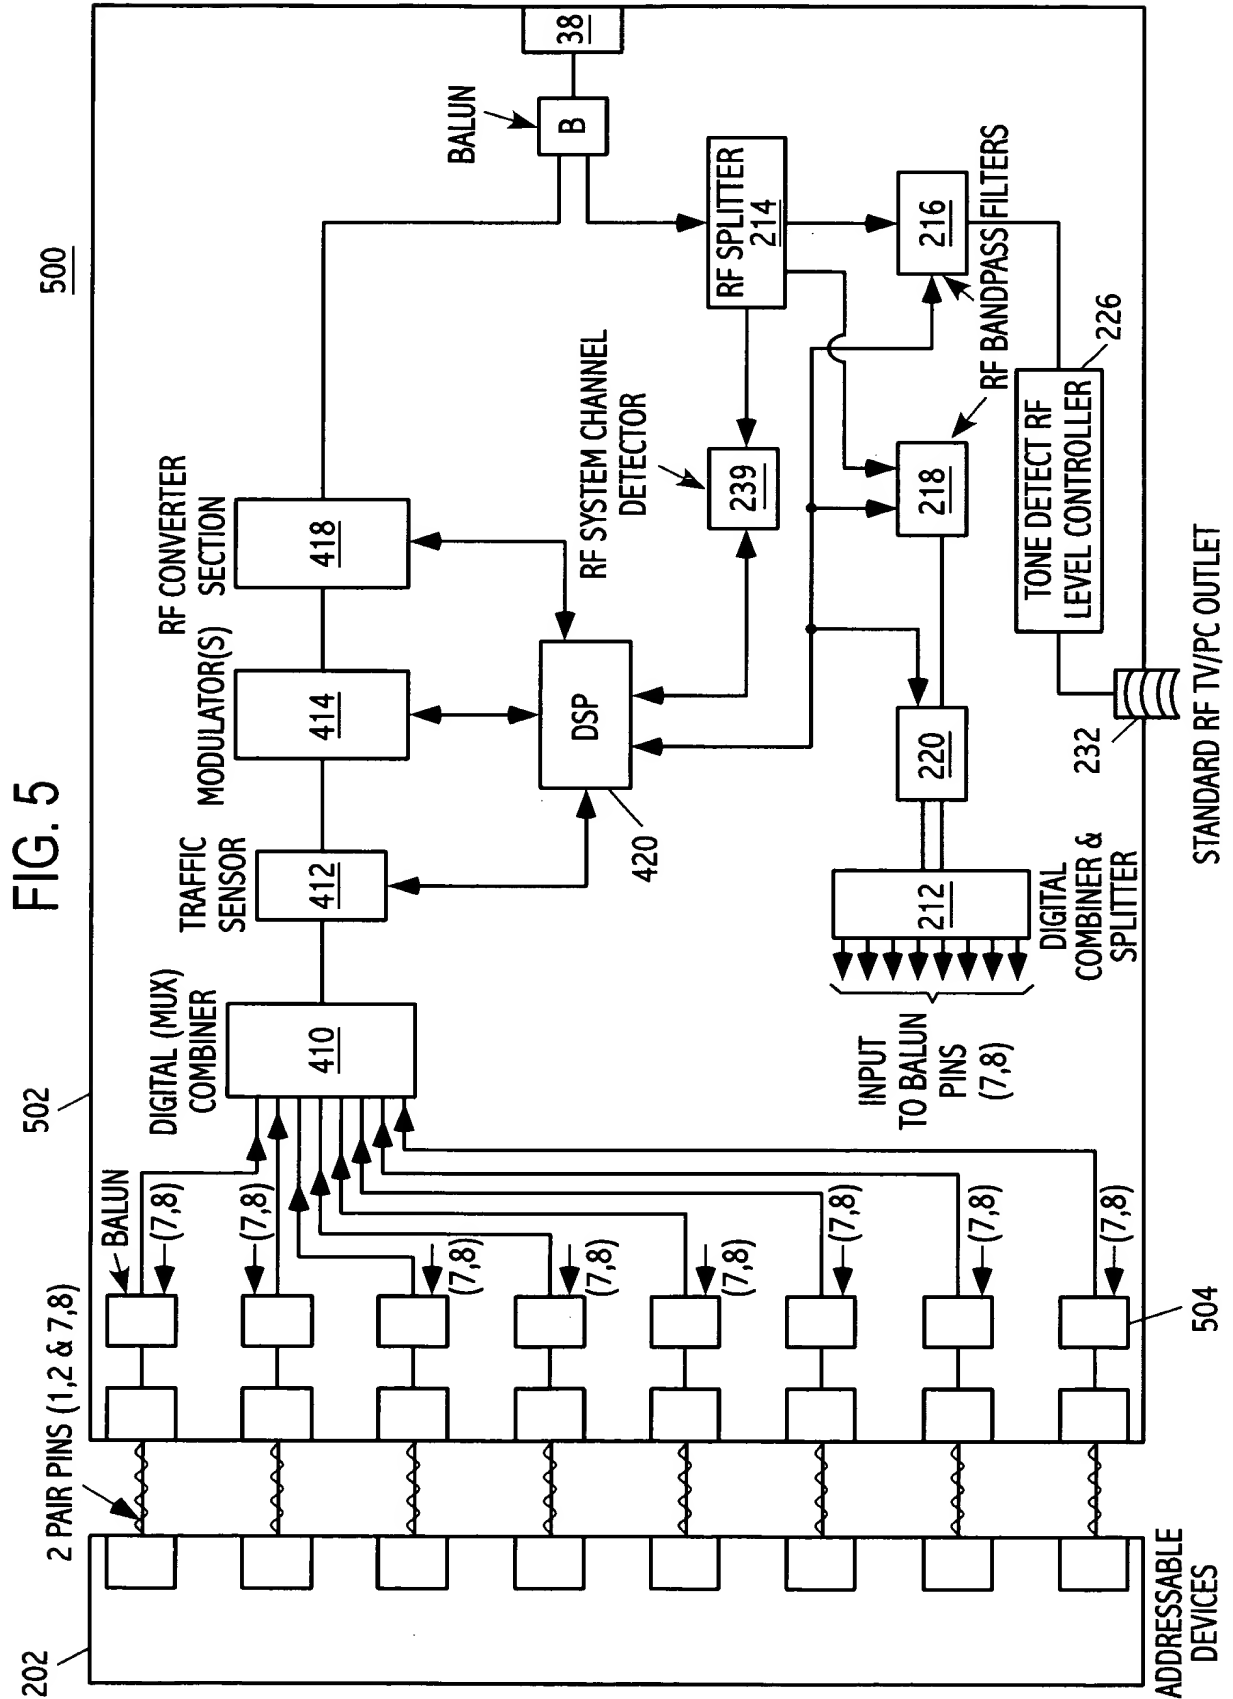 FIG. 5
500
502
202
2 PAIR PINS (1,2 & 7,8)
BALUN
(7,8)
(7,8)
(7,8)
(7,8)
(7,8)
(7,8)
(7,8)
(7,8)
504
ADDRESSABLE
DEVICES
DIGITAL (MUX)
COMBINER
410
TRAFFIC
SENSOR
412
MODULATOR(S)
414
RF CONVERTER
SECTION
418
DSP
420
BALUN
B
38
RF SPLITTER
214
RF SYSTEM CHANNEL
DETECTOR
239
216
RF BANDPASS FILTERS
218
220
212
DIGITAL
COMBINER &
SPLITTER
INPUT
TO BALUN
PINS
(7,8)
TONE DETECT RF
LEVEL CONTROLLER
226
232
STANDARD RF TV/PC OUTLET